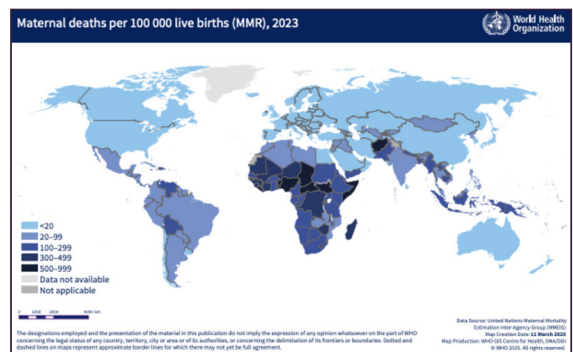 Maternal deaths per 100 000 live births (MMR), 2023
World Health
Organization
<20
20–99
100–299
300–499
500–999
Data not available
Not applicable
Data Source: United Nations Maternal Mortality
Estimation Inter-Agency Group (MMEIG)
Map Creation Date: 11 March 2025
Map Production: WHO GIS Centre for Health, DNA/DDI
© WHO 2025. All rights reserved.
The designations employed and the presentation of the material in this publication do not imply the expression of any opinion whatsoever on the part of WHO
concerning the legal status of any country, territory, city or area or of its authorities, or concerning the delimitation of its frontiers or boundaries. Dotted and
dashed lines on maps represent approximate border lines for which there may not yet be full agreement.